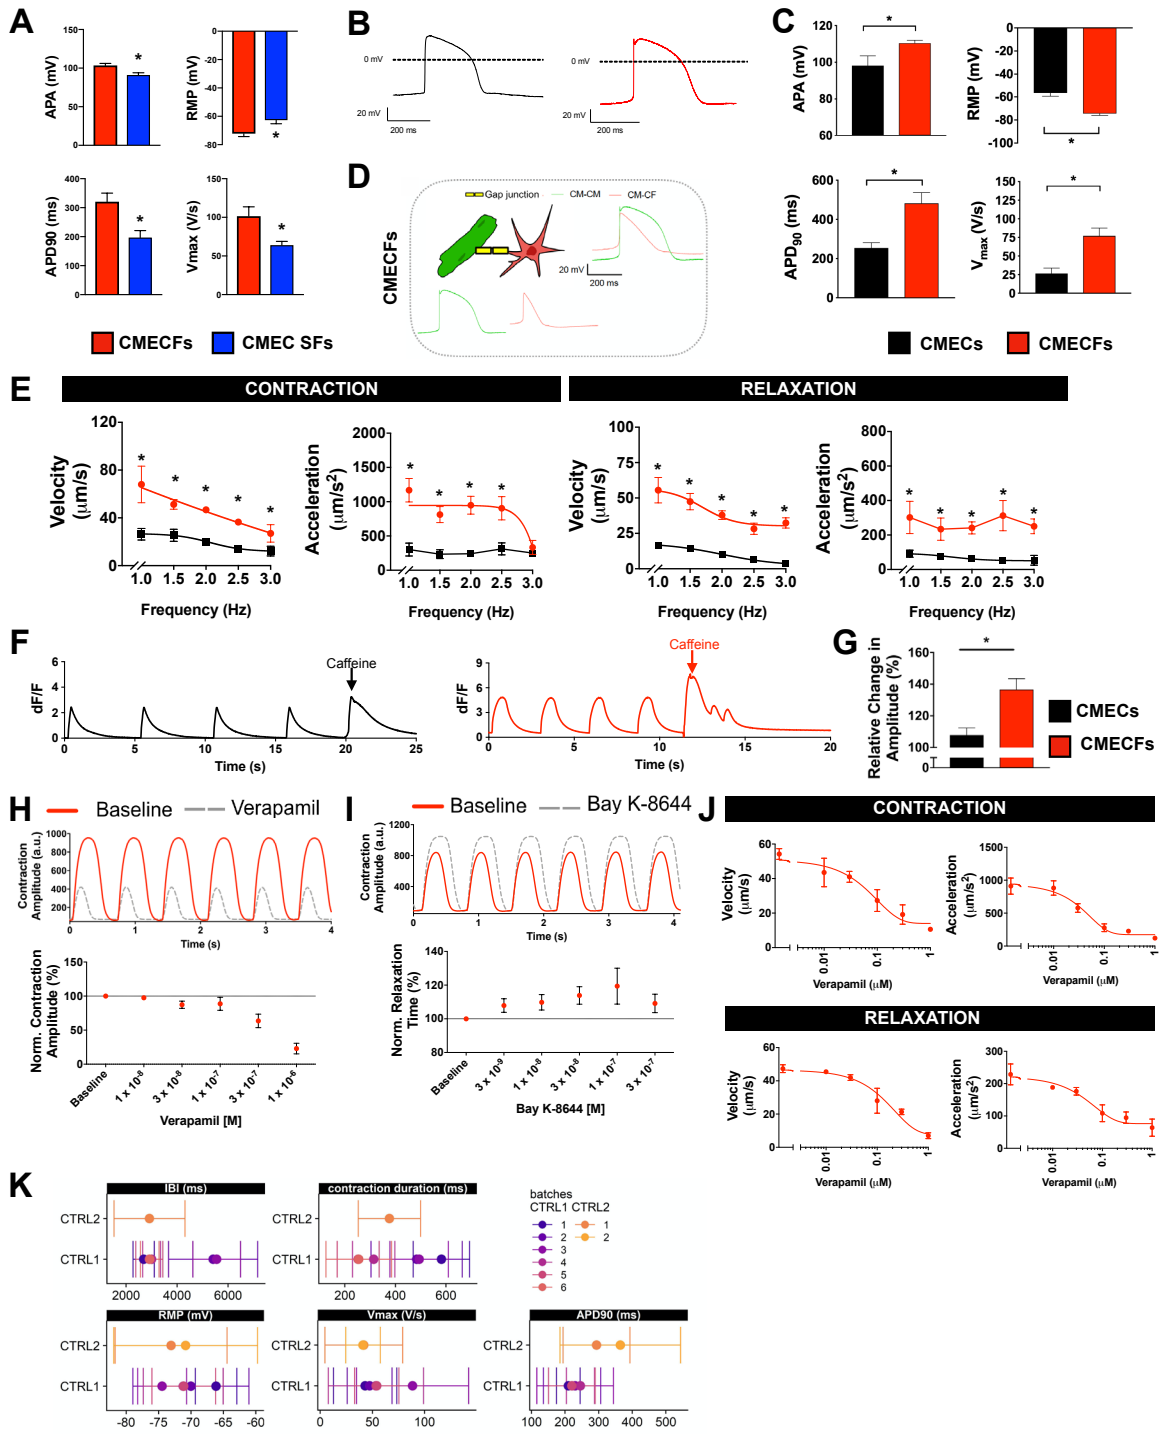 A
APA (mV)
150
100
50
0
*
RMP (mV)
0
-20
-40
-60
-80
*
APD90 (ms)
400
300
200
100
0
*
Vmax (V/s)
150
100
50
0
*
CMECFs
CMEC SFs
B
0 mV
20 mV
200 ms
0 mV
20 mV
200 ms
C
APA (mV)
120
100
80
60
*
RMP (mV)
0
-20
-40
-60
-80
-100
*
APD90 (ms)
600
400
200
0
*
Vmax (V/s)
150
125
100
75
50
25
0
*
CMECs
CMECFs
D
CMECFs
Gap junction
CM-CM
CM-CF
20 mV
200 ms
E
CONTRACTION
RELAXATION
Velocity (μm/s)
120
80
40
0
* * * * *
1.0 1.5 2.0 2.5 3.0
Frequency (Hz)
Acceleration (μm/s²)
2000
1500
1000
500
0
* * * *
1.0 1.5 2.0 2.5 3.0
Frequency (Hz)
Velocity (μm/s)
100
75
50
25
0
* * * * *
1.0 1.5 2.0 2.5 3.0
Frequency (Hz)
Acceleration (μm/s²)
800
600
400
200
0
* * * * *
1.0 1.5 2.0 2.5 3.0
Frequency (Hz)
F
dF/F
6
4
2
0
Caffeine
0 5 10 15 20 25
Time (s)
dF/F
9
6
3
0
Caffeine
0 5 10 15 20
Time (s)
G
Relative Change in Amplitude (%)
160
140
120
100
0
*
CMECs
CMECFs
H
Baseline
Verapamil
Contraction Amplitude (a.u.)
1000
800
600
400
200
0 1 2 3 4
Time (s)
Norm. Contraction Amplitude (%)
150
100
50
0
Baseline
1 x 10-8
3 x 10-8
1 x 10-7
3 x 10-7
1 x 10-6
Verapamil [M]
I
Baseline
Bay K-8644
Contraction Amplitude (a.u.)
1200
1000
800
400
0 1 2 3 4
Time (s)
Norm. Relaxation Time (%)
140
120
100
80
Baseline
3 x 10-9
1 x 10-8
3 x 10-8
1 x 10-7
3 x 10-7
Bay K-8644 [M]
J
CONTRACTION
Velocity (μm/s)
60
40
20
0
0.01 0.1 1
Verapamil (μM)
Acceleration (μm/s²)
1500
1000
500
0
0.01 0.1 1
Verapamil (μM)
RELAXATION
Velocity (μm/s)
60
40
20
0
0.01 0.1 1
Verapamil (μM)
Acceleration (μm/s²)
300
200
100
0
0.01 0.1 1
Verapamil (μM)
K
IBI (ms)
CTRL2
CTRL1
2000 4000 6000
contraction duration (ms)
CTRL2
CTRL1
200 400 600
batches
CTRL1 CTRL2
1 1
2 2
3
4
5
6
RMP (mV)
CTRL2
CTRL1
-80 -75 -70 -65 -60
Vmax (V/s)
CTRL2
CTRL1
0 50 100
APD90 (ms)
CTRL2
CTRL1
100 200 300 400 500